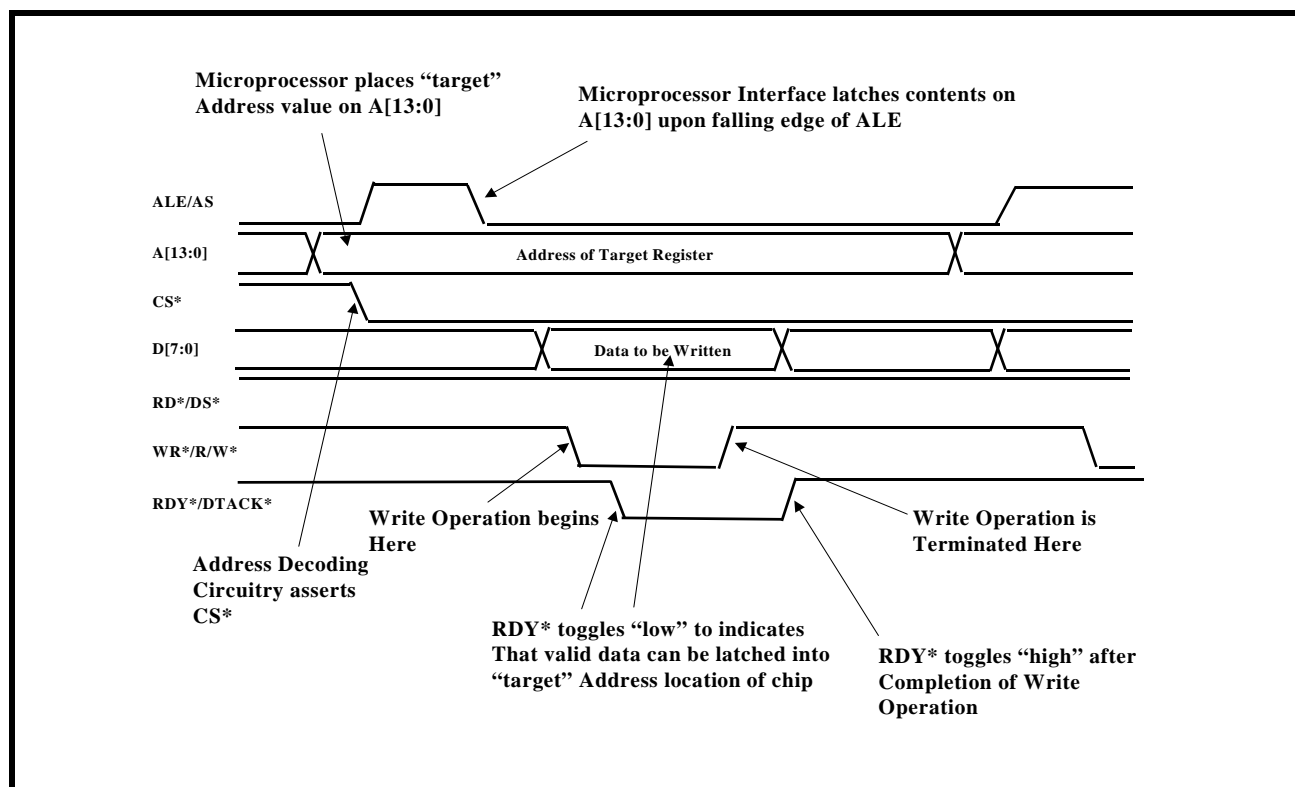 Microprocessor places “target”
Address value on A[13:0]
Microprocessor Interface latches contents on
A[13:0] upon falling edge of ALE
ALE/AS
A[13:0]
Address of Target Register
CS*
D[7:0]
Data to be Written
RD*/DS*
WR*/R/W*
RDY*/DTACK*
Write Operation begins
Here
Write Operation is
Terminated Here
Address Decoding
Circuitry asserts
CS*
RDY* toggles “low” to indicates
That valid data can be latched into
“target” Address location of chip
RDY* toggles “high” after
Completion of Write
Operation